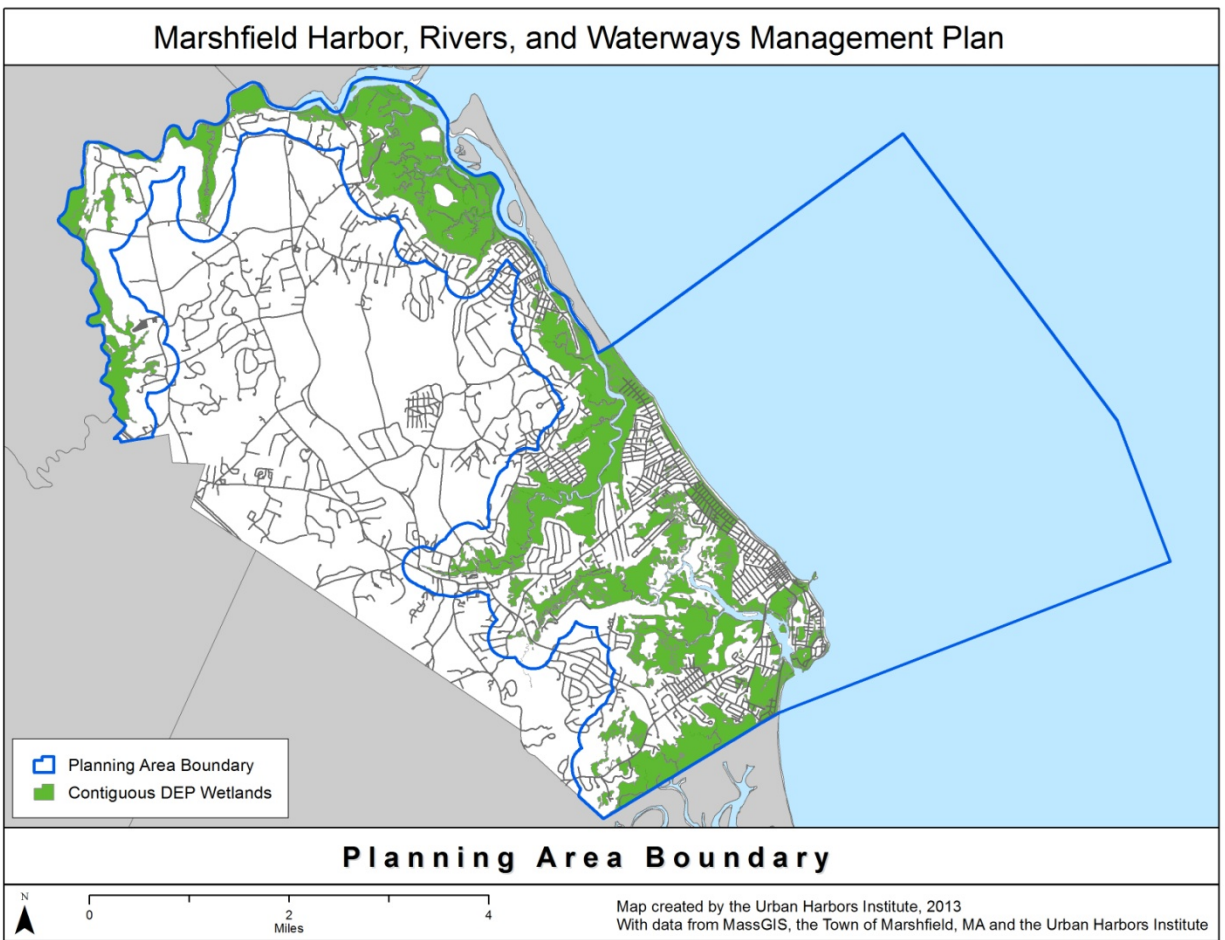 Marshfield Harbor, Rivers, and Waterways Management Plan
Planning Area Boundary
Contiguous DEP Wetlands
Planning Area Boundary
N
0 2 4
Miles
Map created by the Urban Harbors Institute, 2013
With data from MassGIS, the Town of Marshfield, MA and the Urban Harbors Institute